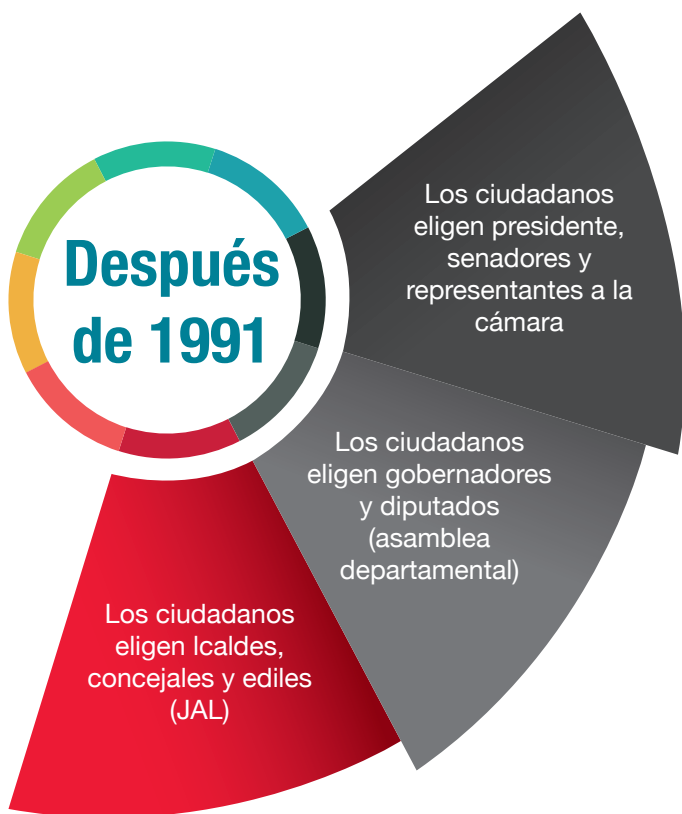 Después
de 1991
Los ciudadanos
eligen presidente,
senadores y
representantes a la
cámara
Los ciudadanos
eligen gobernadores
y diputados
(asamblea
departamental)
Los ciudadanos
eligen lcaldes,
concejales y ediles
(JAL)